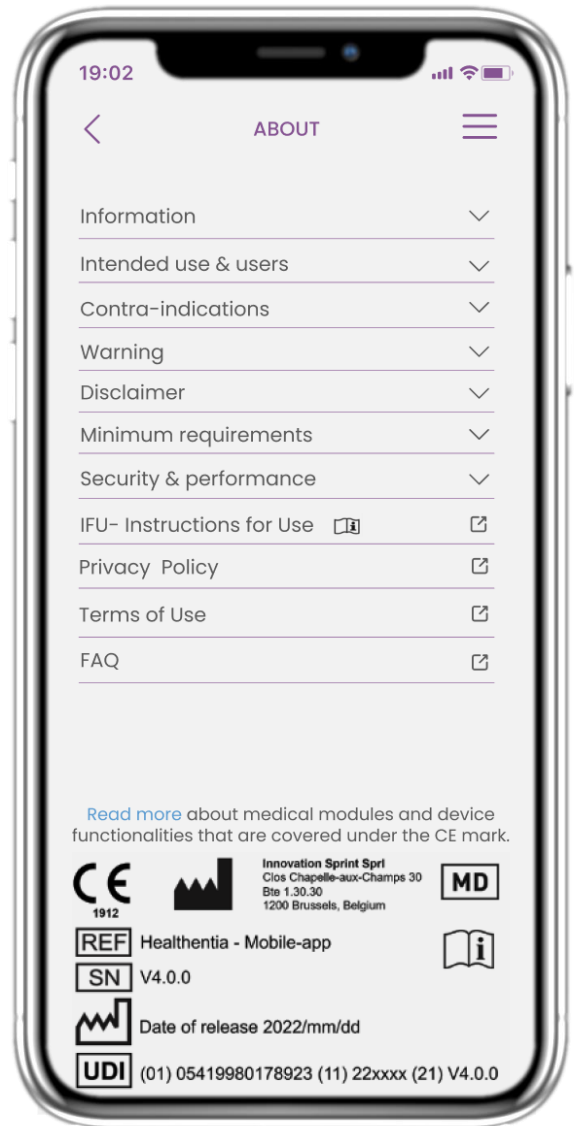 19:02
ABOUT
Information
Intended use & users
Contra-indications
Warning
Disclaimer
Minimum requirements
Security & performance
IFU- Instructions for Use
Privacy Policy
Terms of Use
FAQ
Read more about medical modules and device
functionalities that are covered under the CE mark.
CE
1912
Innovation Sprint Sprl
Clos Chapelle-aux-Champs 30
Bte 1.30.30
1200 Brussels, Belgium
MD
REF Healthentia - Mobile-app
SN V4.0.0
Date of release 2022/mm/dd
UDI (01) 05419980178923 (11) 22xxxx (21) V4.0.0